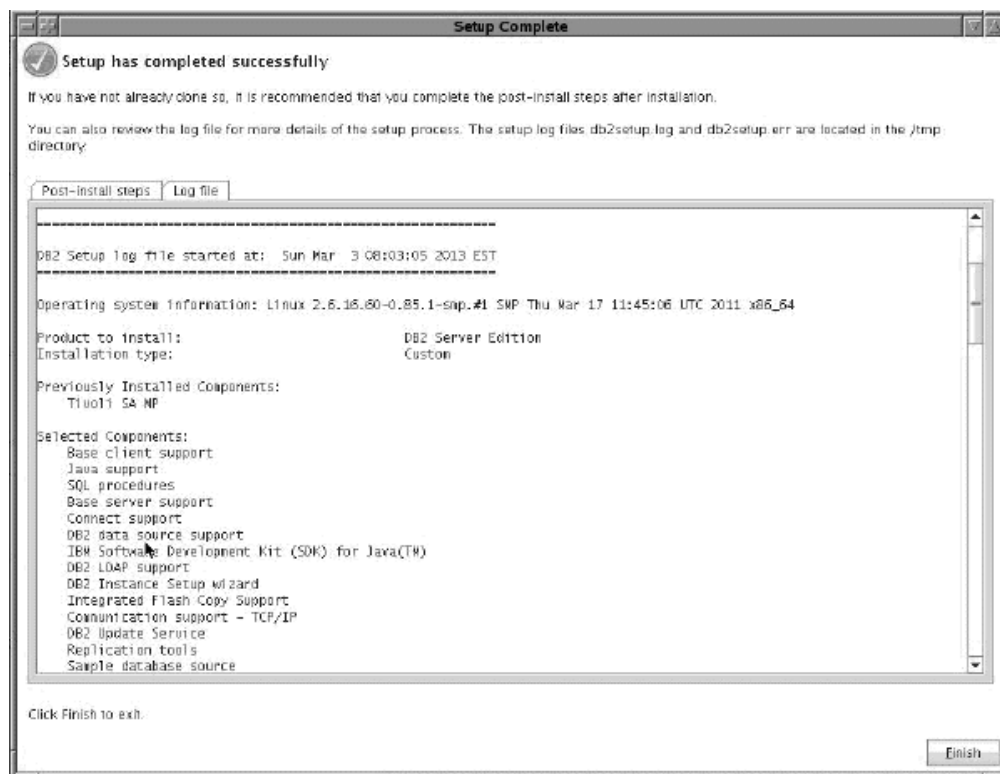 Setup Complete
Setup has completed successfully
If you have not already done so, it is recommended that you complete the post-install steps after installation.
You can also review the log file for more details of the setup process. The setup log files db2setup.log and db2setup.err are located in the /tmp
directory.
Post-install steps
Log file
============================================================
DB2 Setup log file started at:  Sun Mar  3 08:03:05 2013 EST
============================================================
Operating system information: Linux 2.6.16.60-0.85.1-smp.#1 SMP Thu Mar 17 11:45:06 UTC 2011 x86_64
Product to install: DB2 Server Edition
Installation type: Custom
Previously Installed Components:
Tivoli SA MP
Selected Components:
Base client support
Java support
SQL procedures
Base server support
Connect support
DB2 data source support
IBM Software Development Kit (SDK) for Java(TM)
DB2 LDAP support
DB2 Instance Setup wizard
Integrated Flash Copy Support
Communication support - TCP/IP
DB2 Update Service
Replication tools
Sample database source
Click Finish to exit.
Finish